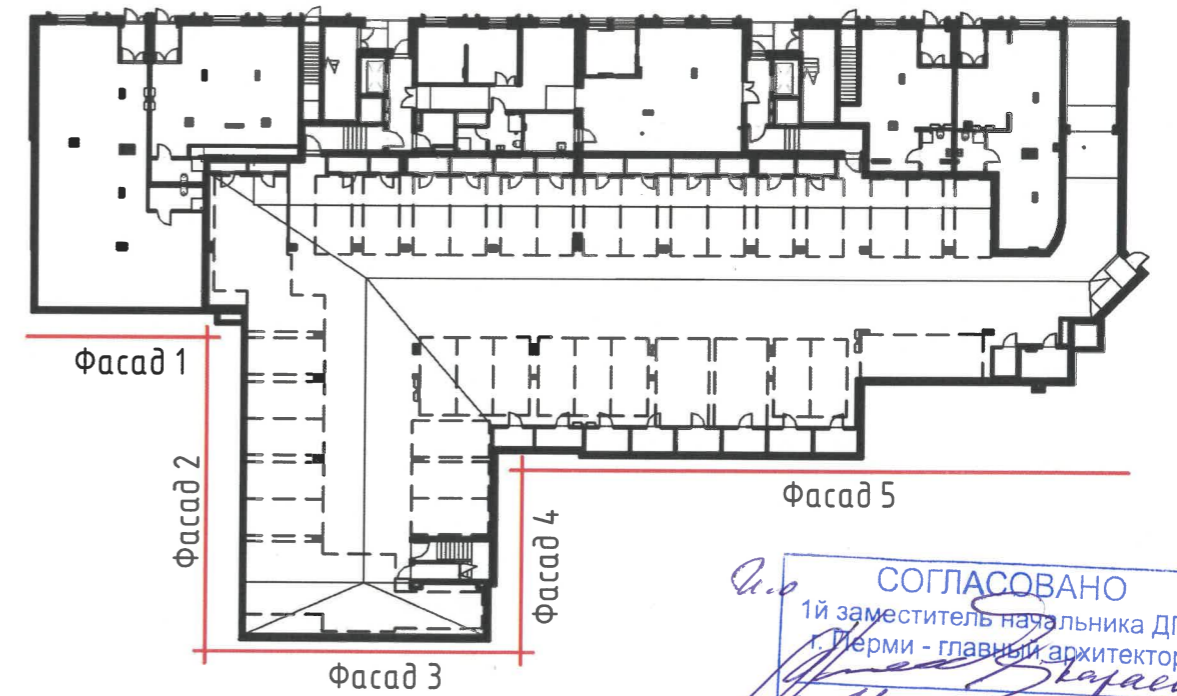 Фасад 1
Фасад 2
Фасад 3
Фасад 4
Фасад 5
И.о
СОГЛАСОВАНО
1й заместитель начальника
г. Перми - главный архитектор